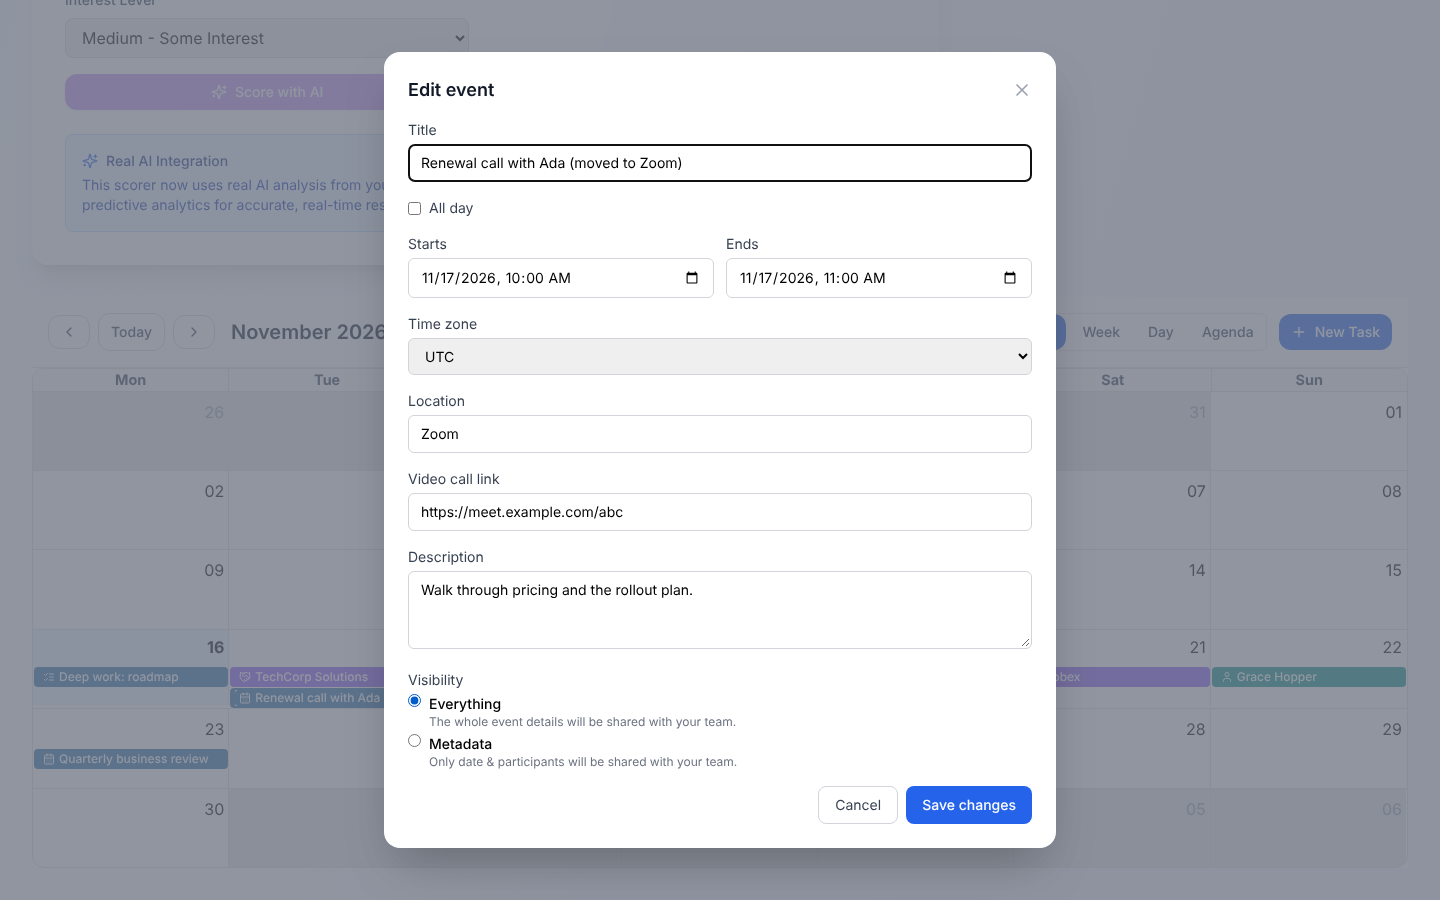 Interest Level
Medium - Some Interest
Score with AI
Real AI Integration
This scorer now uses real AI analysis from
predictive analytics for accurate, real-time
Edit event
Title
Renewal call with Ada (moved to Zoom)
All day
Starts
Ends
11/17/2026, 10:00 AM
11/17/2026, 11:00 AM
Time zone
UTC
Location
Zoom
Video call link
https://meet.example.com/abc
Description
Walk through pricing and the rollout plan.
Visibility
Everything
The whole event details will be shared with your team.
Metadata
Only date & participants will be shared with your team.
Cancel
Save changes
Today
November 2026
Week
Day
Agenda
New Task
Mon
Tue
Sat
Sun
26
31
01
02
07
08
09
14
15
16
21
22
Deep work: roadmap
TechCorp Solutions
Grace Hopper
Renewal call with Ada
23
28
29
Quarterly business review
30
05
06